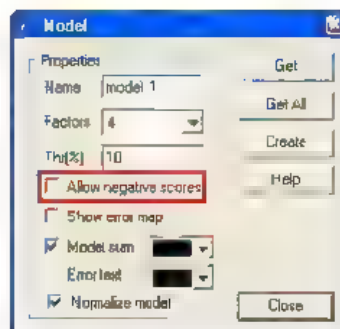 Model
Properties
Name model 1
Factors 4
Thr[%] 10
Allow negative scores
Show error map
Model sum
Error text
Normalize model
Get
Get All
Create
Help
Close